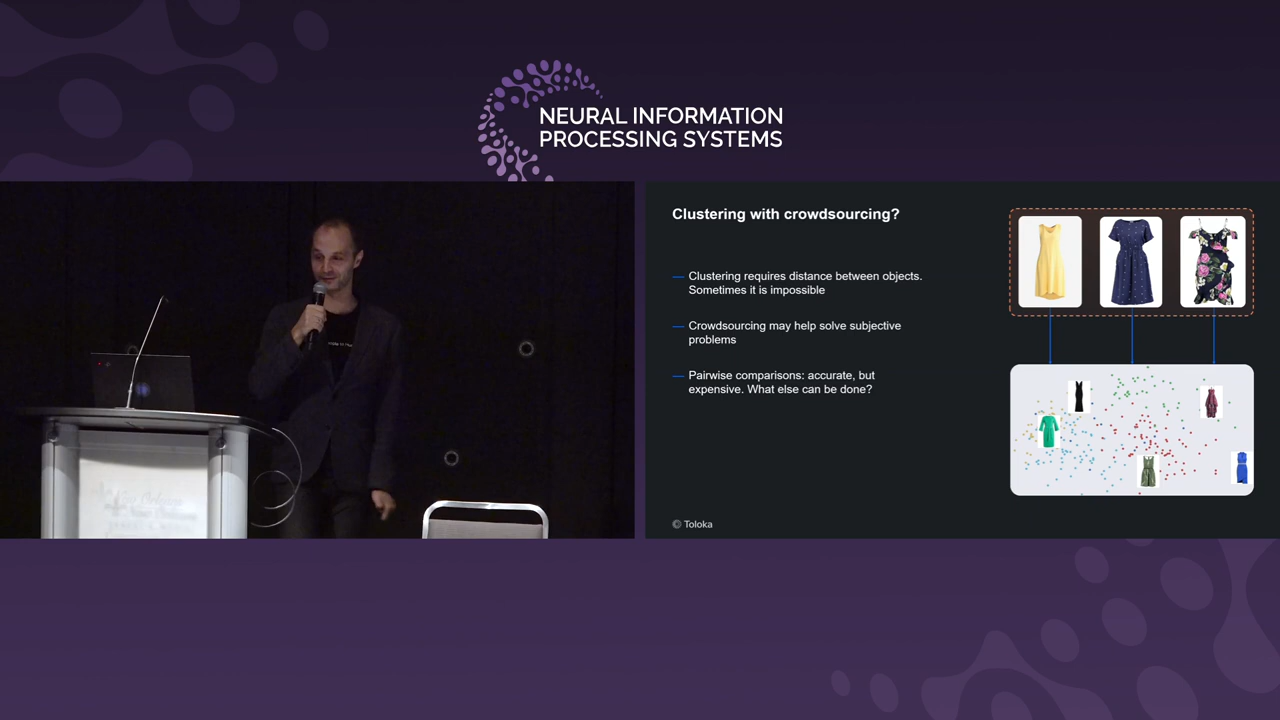 NEURAL INFORMATION
PROCESSING SYSTEMS
Clustering with crowdsourcing?
— Clustering requires distance between objects.
Sometimes it is impossible
— Crowdsourcing may help solve subjective
problems
— Pairwise comparisons: accurate, but
expensive. What else can be done?
Toloka